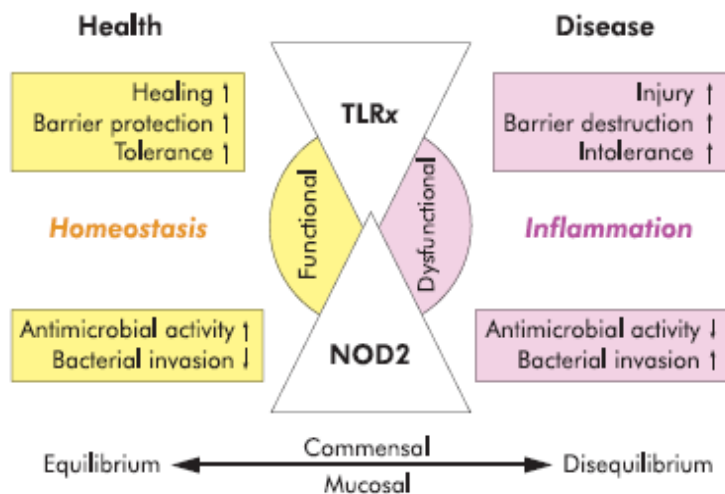 Health
Disease
Healing ↑
Barrier protection ↑
Tolerance ↑
TLRx
Injury ↑
Barrier destruction ↑
Intolerance ↑
Homeostasis
Functional
Dysfunctional
Inflammation
Antimicrobial activity ↑
Bacterial invasion ↓
NOD2
Antimicrobial activity ↓
Bacterial invasion ↑
Equilibrium
Commensal
Mucosal
Disequilibrium